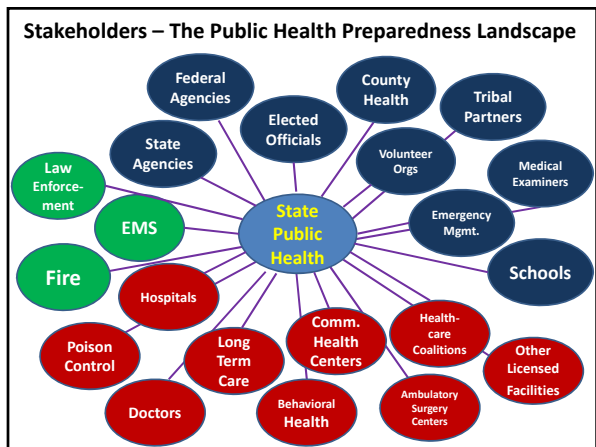 Stakeholders – The Public Health Preparedness Landscape
Federal
Agencies
County
Health
Tribal
Partners
Elected
Officials
State
Agencies
Volunteer
Orgs
Medical
Examiners
Law
Enforce-
ment
EMS
State
Public
Health
Emergency
Mgmt.
Fire
Schools
Hospitals
Poison
Control
Long
Term
Care
Comm.
Health
Centers
Health-
care
Coalitions
Other
Licensed
Facilities
Doctors
Behavioral
Health
Ambulatory
Surgery
Centers